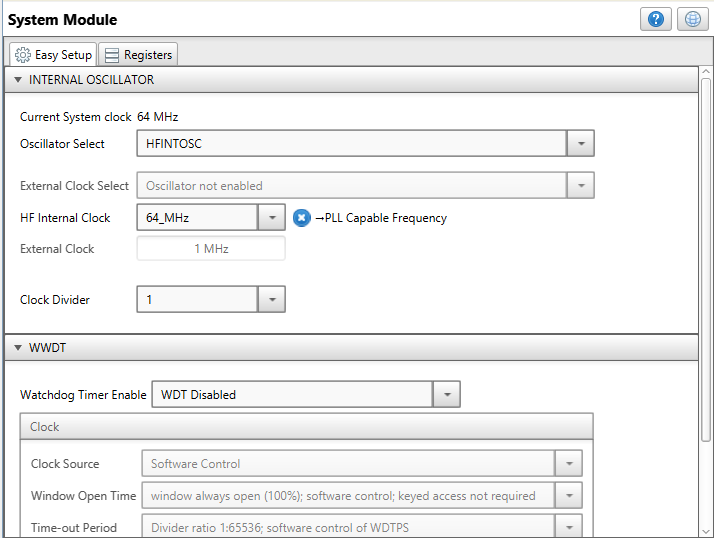 System Module
Easy Setup Registers
INTERNAL OSCILLATOR
Current System clock 64 MHz
Oscillator Select HFINTOSC
External Clock Select Oscillator not enabled
HF Internal Clock 64_MHz →PLL Capable Frequency
External Clock 1 MHz
Clock Divider 1
WWDT
Watchdog Timer Enable WDT Disabled
Clock
Clock Source Software Control
Window Open Time window always open (100%); software control; keyed access not required
Time-out Period Divider ratio 1:65536; software control of WDTPS